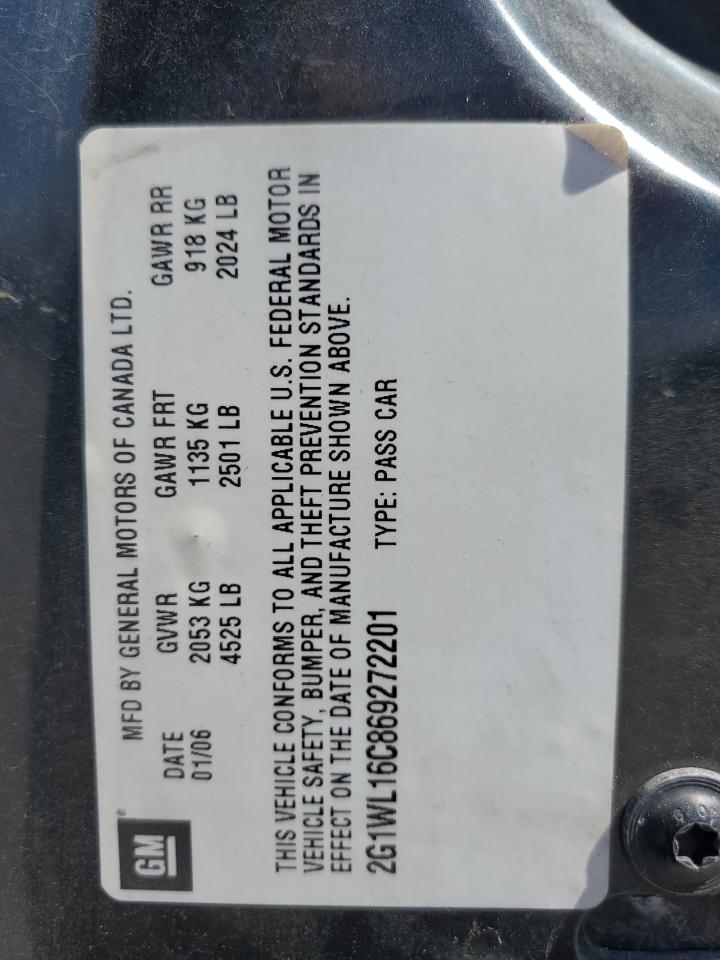 GM®
MFD BY GENERAL MOTORS OF CANADA LTD.
DATE GVWR GAWR FRT GAWR RR
01/06 2053 KG 1135 KG 918 KG
4525 LB 2501 LB 2024 LB
THIS VEHICLE CONFORMS TO ALL APPLICABLE U.S. FEDERAL MOTOR
VEHICLE SAFETY, BUMPER, AND THEFT PREVENTION STANDARDS IN
EFFECT ON THE DATE OF MANUFACTURE SHOWN ABOVE.
2G1WL16C869272201 TYPE: PASS CAR